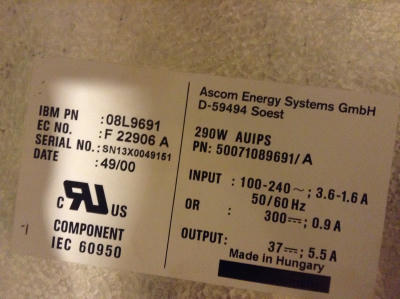 IBM PN :08L9691
EC NO. :F 22906 A
SERIAL NO.:SN13X0049151
DATE :49/00
c RU US
COMPONENT
IEC 60950
Ascom Energy Systems GmbH
D-59494 Soest
290W AUIPS
PN: 50071089691/A
INPUT : 100-240~; 3.6-1.6 A
50/60 Hz
OR : 300⎓; 0.9 A
OUTPUT: 37⎓; 5.5 A
Made in Hungary